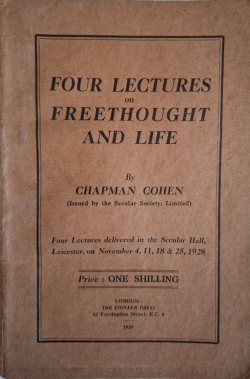 FOUR LECTURES
on
FREETHOUGHT
AND LIFE
By
CHAPMAN COHEN
(Issued by the Secular Society, Limited)
Four Lectures delivered in the Secular Hall,
Leicester, on November 4, 11, 18 & 25, 1928
Price : ONE SHILLING
LONDON :
THE PIONEER PRESS
61 Farringdon Street, E.C. 4
1929